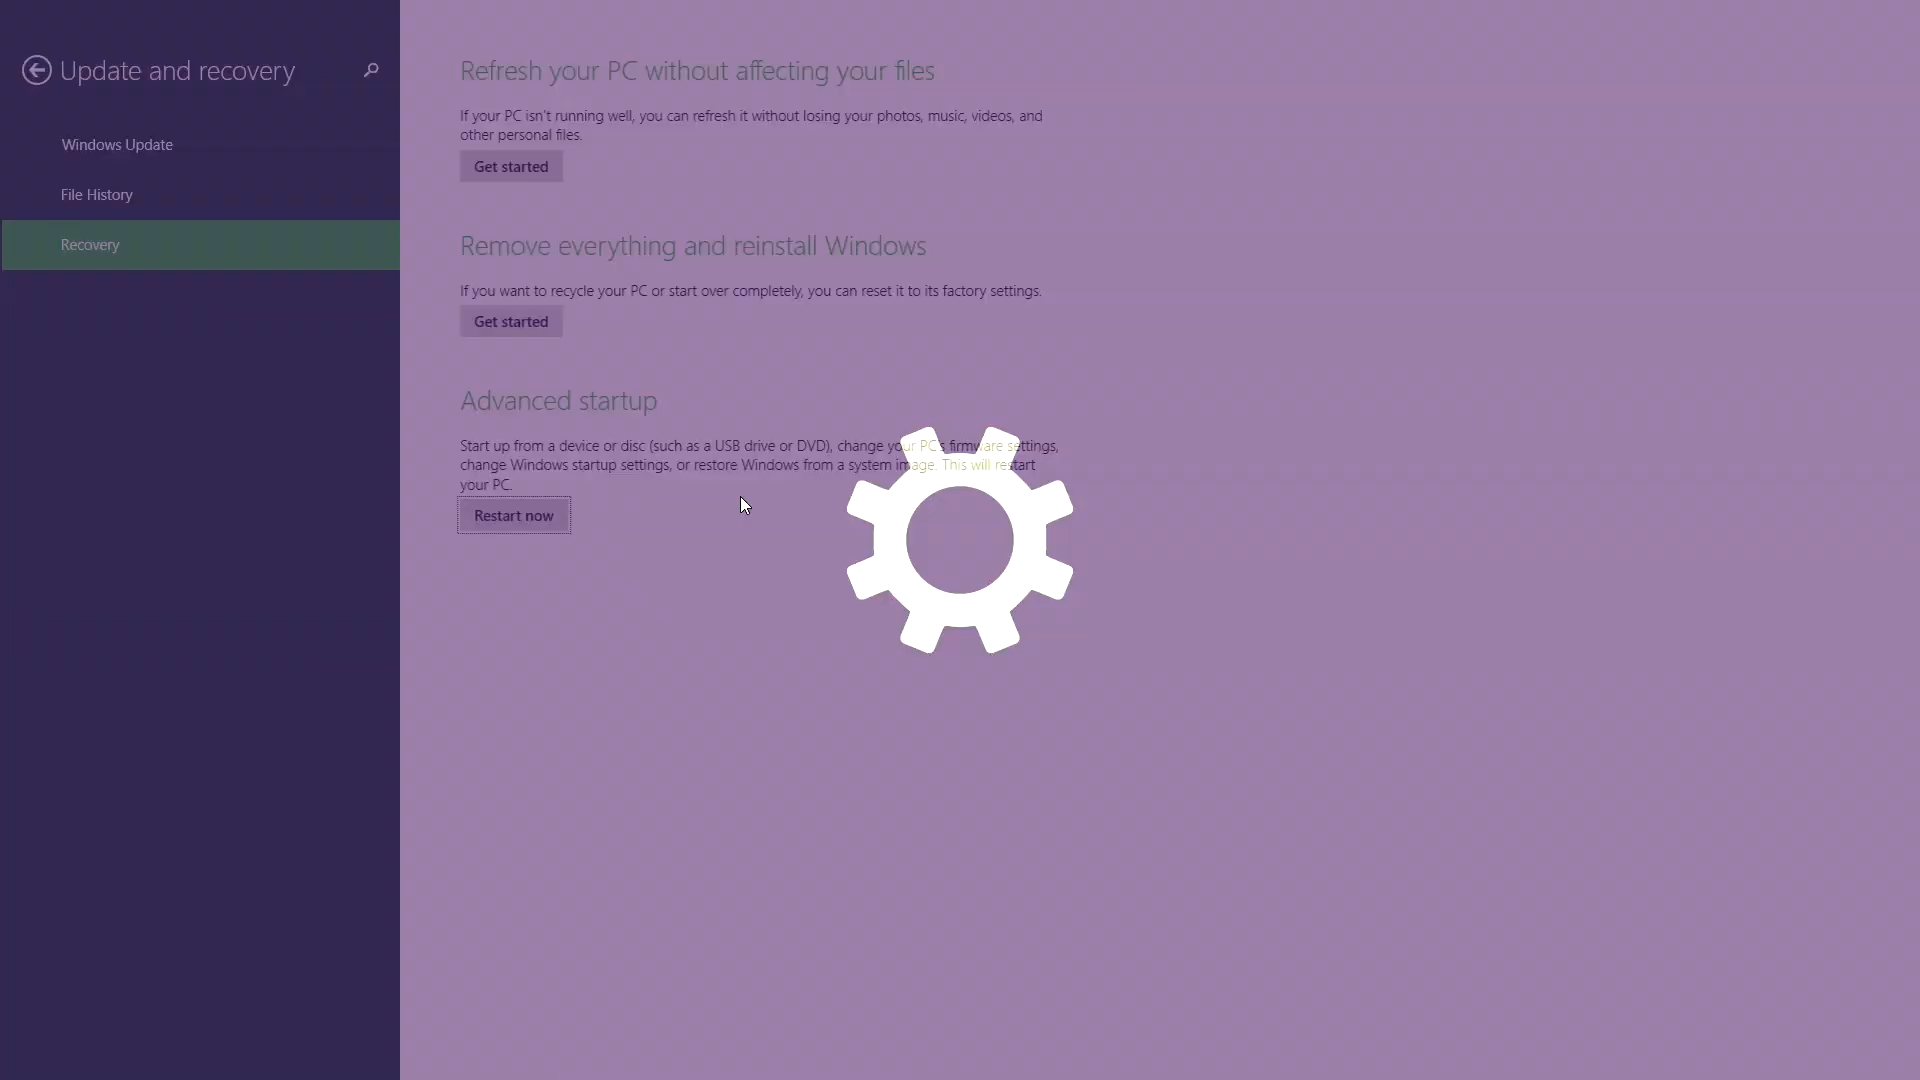 Update and recovery
Windows Update
File History
Recovery
Refresh your PC without affecting your files
If your PC isn't running well, you can refresh it without losing your photos, music, videos, and
other personal files.
Get started
Remove everything and reinstall Windows
If you want to recycle your PC or start over completely, you can reset it to its factory settings.
Get started
Advanced startup
Start up from a device or disc (such as a USB drive or DVD), change your PC's firmware settings,
change Windows startup settings, or restore Windows from a system image. This will restart
your PC.
Restart now